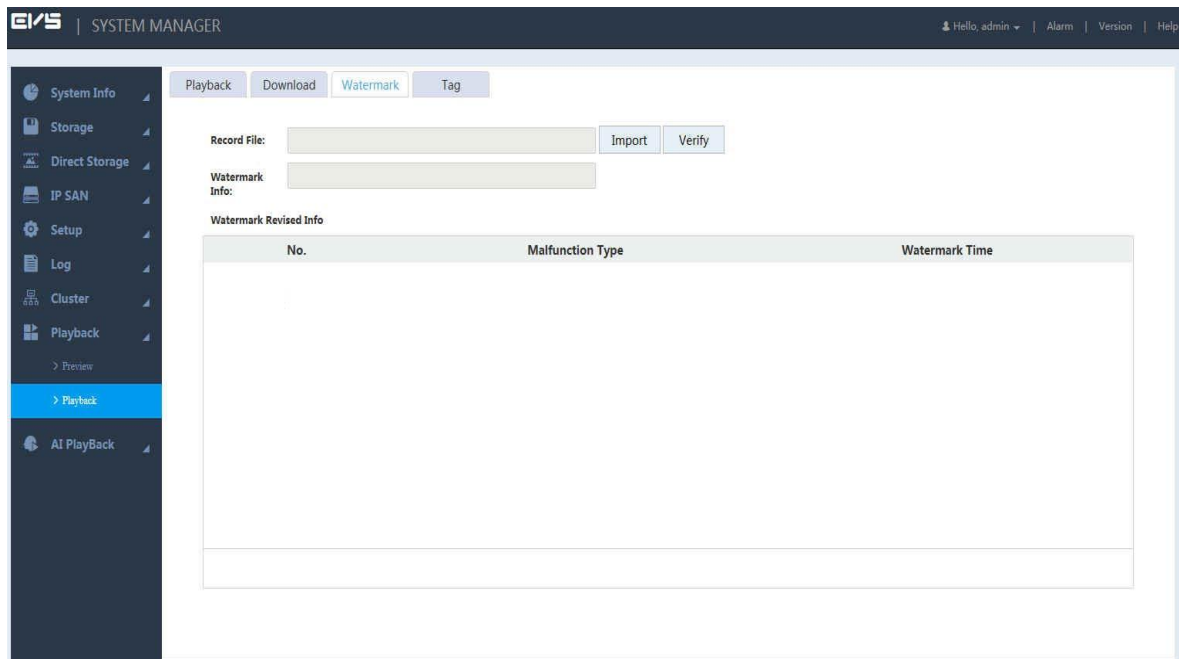 EVS | SYSTEM MANAGER
Hello, admin | Alarm | Version | Help
System Info
Storage
Direct Storage
IP SAN
Setup
Log
Cluster
Playback
> Preview
> Playback
AI PlayBack
Playback Download Watermark Tag
Record File: Import Verify
Watermark
Info:
Watermark Revised Info
No. Malfunction Type Watermark Time